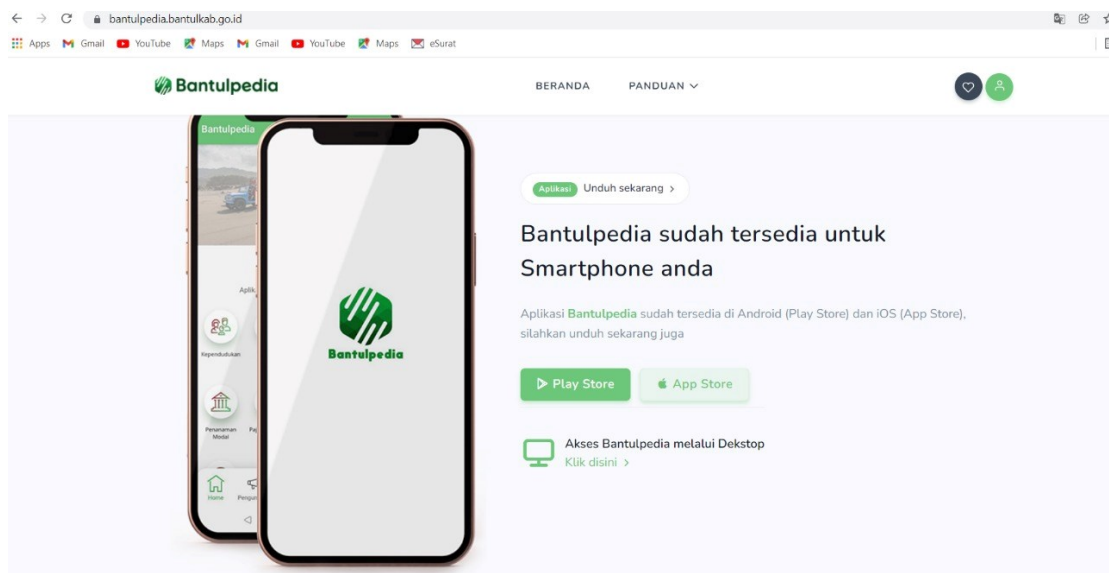 bantulpedia.bantulkab.go.id
Apps Gmail YouTube Maps Gmail YouTube Maps eSurat
Bantulpedia BERANDA PANDUAN
Bantulpedia
Aplikasi Unduh sekarang >
Bantulpedia sudah tersedia untuk
Smartphone anda
Aplikasi Bantulpedia sudah tersedia di Android (Play Store) dan iOS (App Store),
silahkan unduh sekarang juga
Play Store App Store
Akses Bantulpedia melalui Dekstop
Klik disini >
Kependudukan
Penanaman
Modal
Home
Bantulpedia